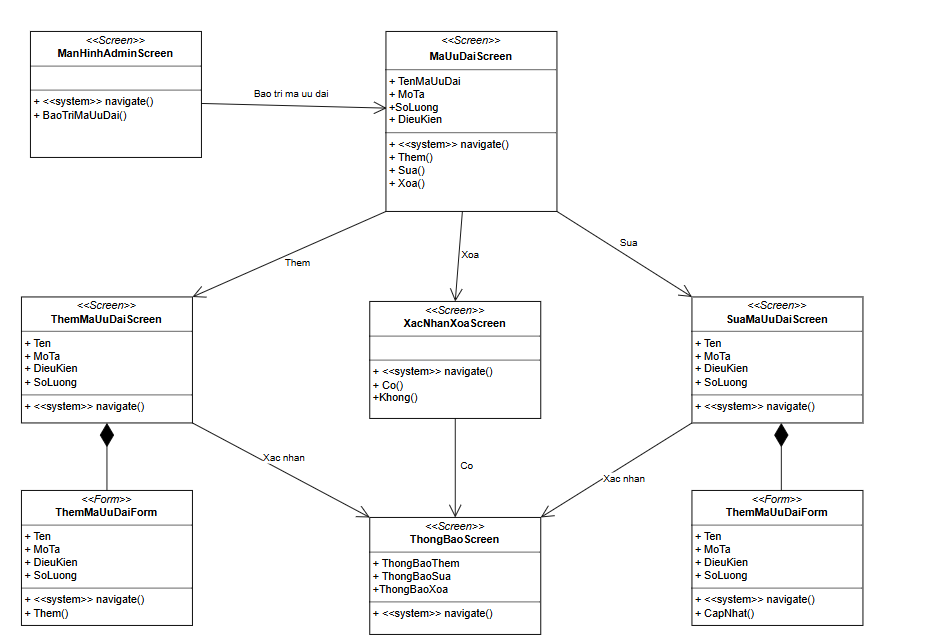 <<Screen>>
ManHinhAdminScreen
+ <<system>> navigate()
+ BaoTriMaUuDai()
Bao tri ma uu dai
<<Screen>>
MaUuDaiScreen
+ TenMaUuDai
+ MoTa
+SoLuong
+ DieuKien
+ <<system>> navigate()
+ Them()
+ Sua()
+ Xoa()
Them
Xoa
Sua
<<Screen>>
ThemMaUuDaiScreen
+ Ten
+ MoTa
+ DieuKien
+ SoLuong
+ <<system>> navigate()
<<Screen>>
XacNhanXoaScreen
+ <<system>> navigate()
+ Co()
+Khong()
<<Screen>>
SuaMaUuDaiScreen
+ Ten
+ MoTa
+ DieuKien
+ SoLuong
+ <<system>> navigate()
Xac nhan
Co
Xac nhan
<<Form>>
ThemMaUuDaiForm
+ Ten
+ MoTa
+ DieuKien
+ SoLuong
+ <<system>> navigate()
+ Them()
<<Screen>>
ThongBaoScreen
+ ThongBaoThem
+ ThongBaoSua
+ThongBaoXoa
+ <<system>> navigate()
<<Form>>
ThemMaUuDaiForm
+ Ten
+ MoTa
+ DieuKien
+ SoLuong
+ <<system>> navigate()
+ CapNhat()